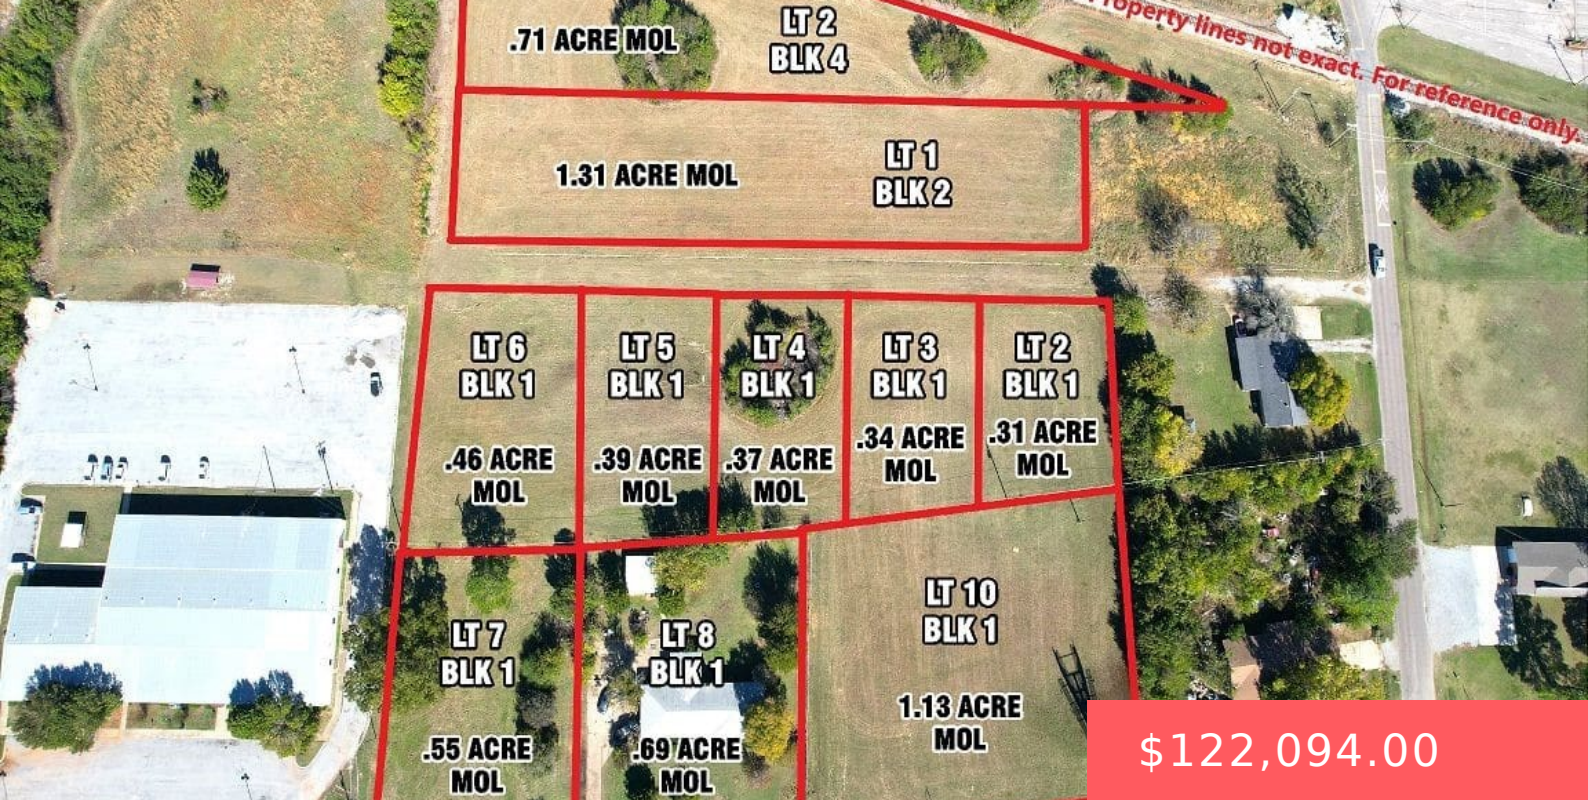 .71 ACRE MOL
LT 2
BLK 4
Property lines not exact. For reference only.
1.31 ACRE MOL
LT 1
BLK 2
LT 6
BLK 1
.46 ACRE
MOL
LT 5
BLK 1
.39 ACRE
MOL
LT 4
BLK 1
.37 ACRE
MOL
LT 3
BLK 1
.34 ACRE
MOL
LT 2
BLK 1
.31 ACRE
MOL
LT 7
BLK 1
.55 ACRE
MOL
LT 8
BLK 1
.69 ACRE
MOL
LT 10
BLK 1
1.13 ACRE
MOL
$122,094.00